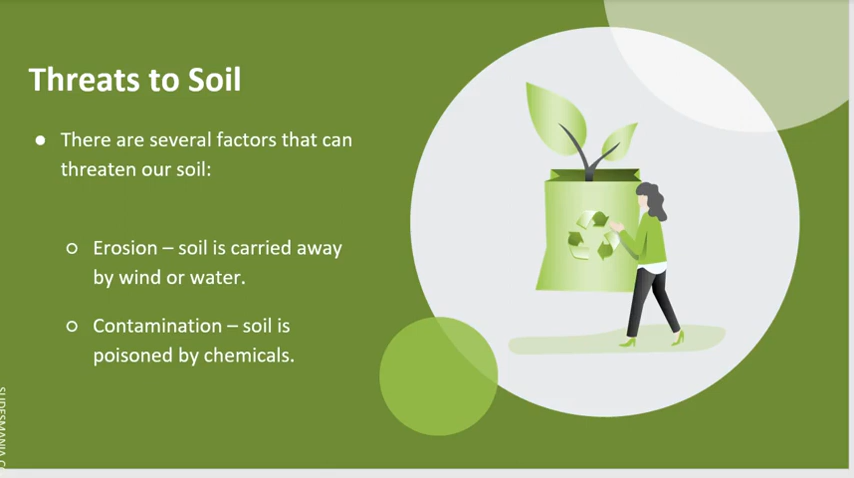 Threats to Soil
● There are several factors that can
threaten our soil:
○ Erosion – soil is carried away
by wind or water.
○ Contamination – soil is
poisoned by chemicals.